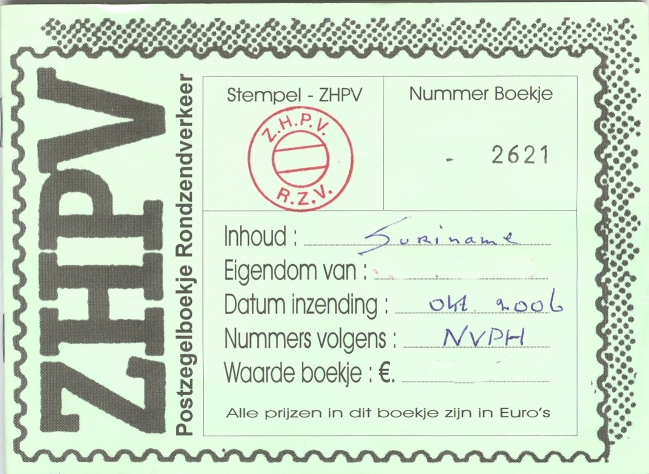 ZHPV
Postzegelboekje Rondzendverkeer
Stempel - ZHPV
Z.H.P.V.
R.Z.V.
Nummer Boekje
- 2621
Inhoud : Suriname
Eigendom van :
Datum inzending : okt. 2006
Nummers volgens : NVPH
Waarde boekje : €.
Alle prijzen in dit boekje zijn in Euro's